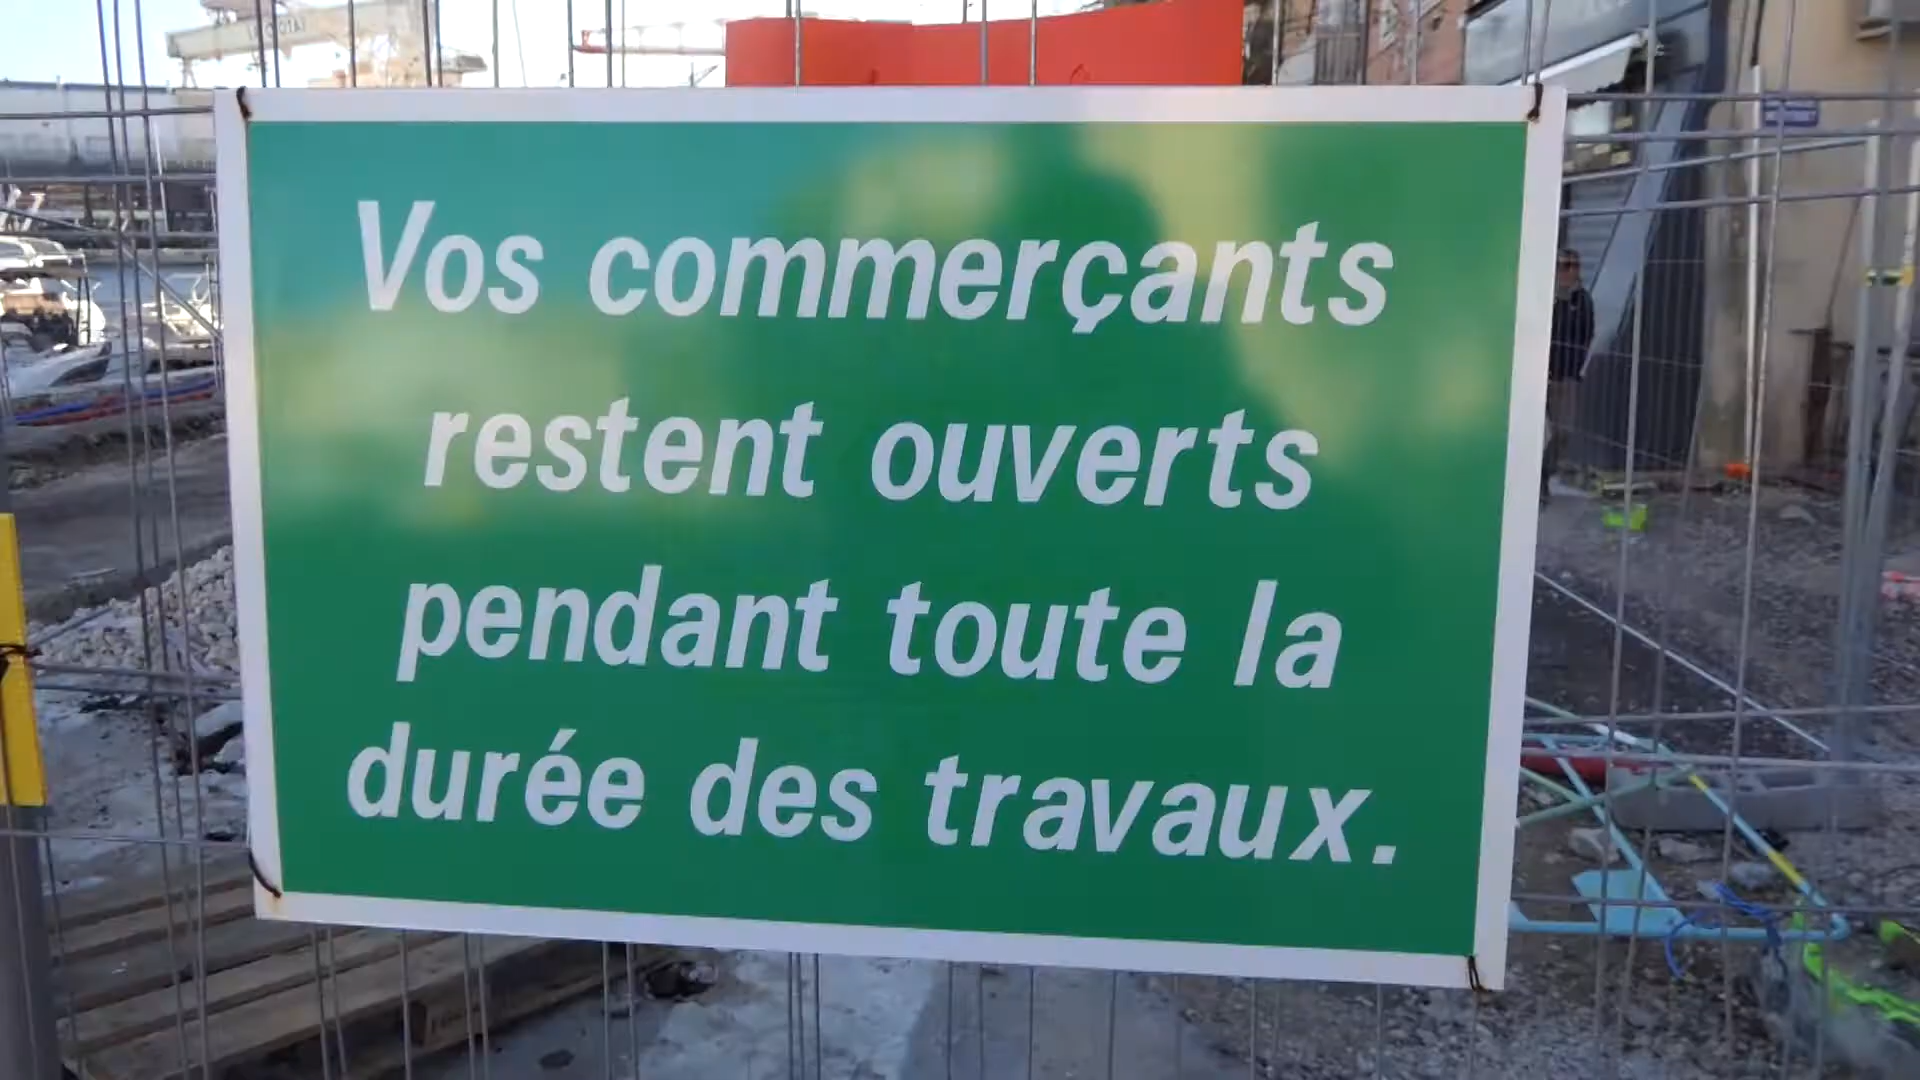 Vos commerçants
restent ouverts
pendant toute la
durée des travaux.